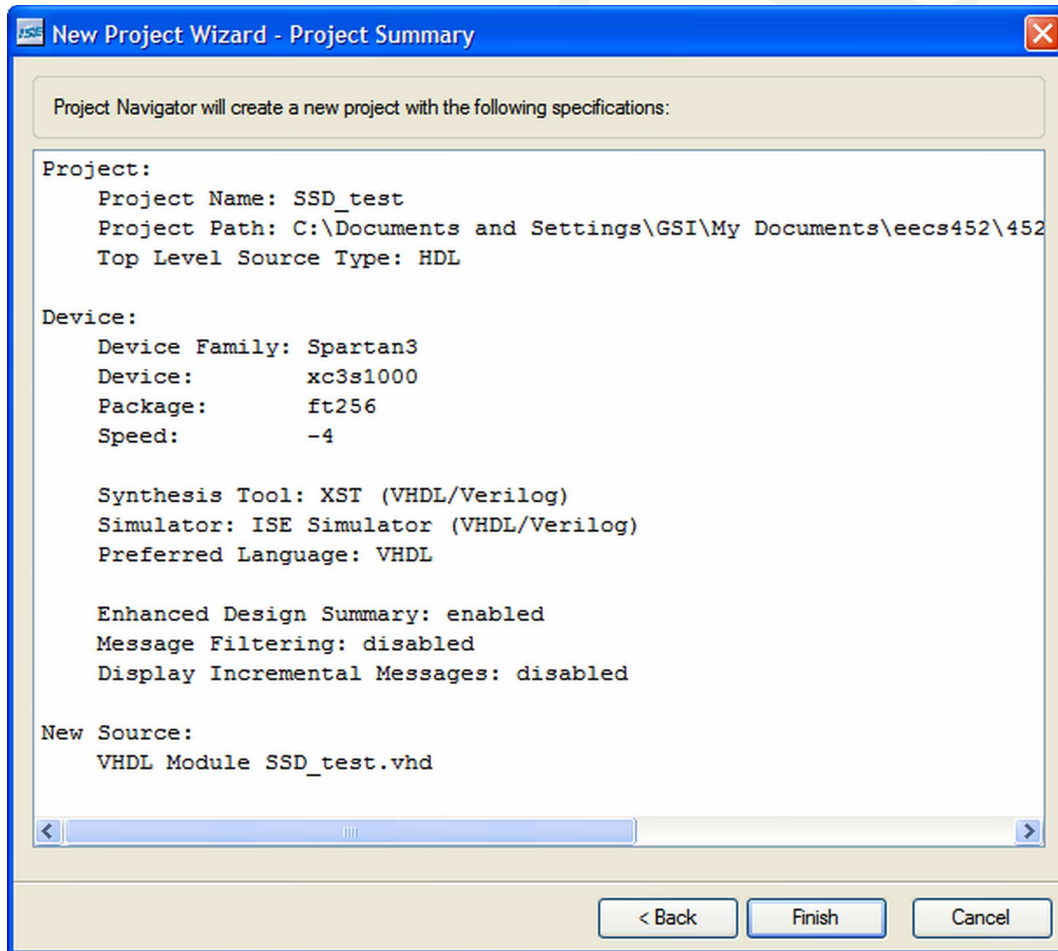 ISE New Project Wizard - Project Summary
Project Navigator will create a new project with the following specifications:
Project:
Project Name: SSD_test
Project Path: C:\Documents and Settings\GSI\My Documents\eecs452\452
Top Level Source Type: HDL
Device:
Device Family: Spartan3
Device: xc3s1000
Package: ft256
Speed: -4
Synthesis Tool: XST (VHDL/Verilog)
Simulator: ISE Simulator (VHDL/Verilog)
Preferred Language: VHDL
Enhanced Design Summary: enabled
Message Filtering: disabled
Display Incremental Messages: disabled
New Source:
VHDL Module SSD_test.vhd
< Back Finish Cancel